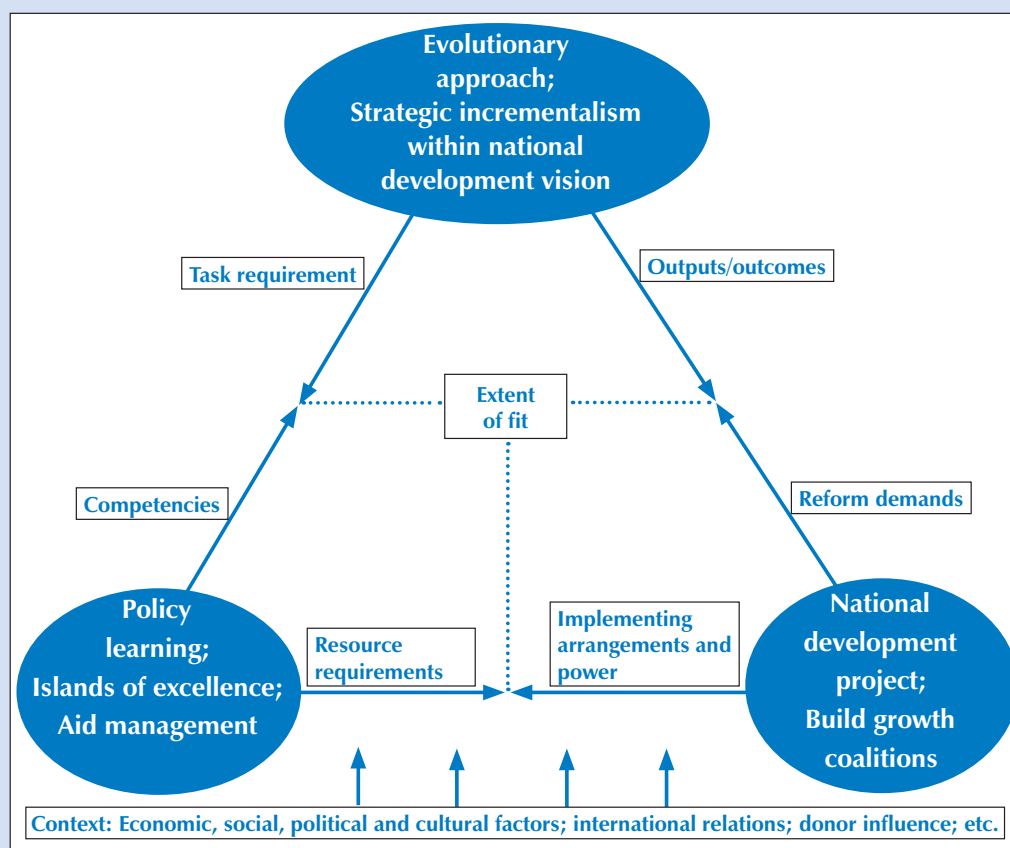 Evolutionary
approach;
Strategic incrementalism
within national
development vision
Task requirement
Outputs/outcomes
Extent
of fit
Competencies
Reform demands
Policy
learning;
Islands of excellence;
Aid management
Resource
requirements
Implementing
arrangements and
power
National
development
project;
Build growth
coalitions
Context: Economic, social, political and cultural factors; international relations; donor influence; etc.